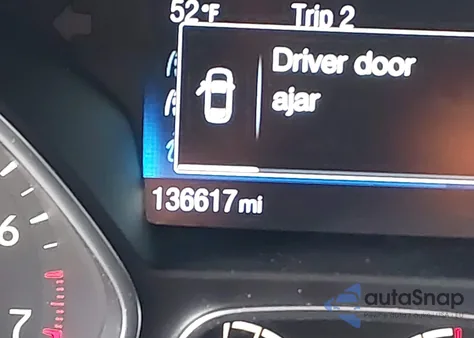 52°F Trip 2
Driver door
ajar
136617 mi
6
7
autoSnap